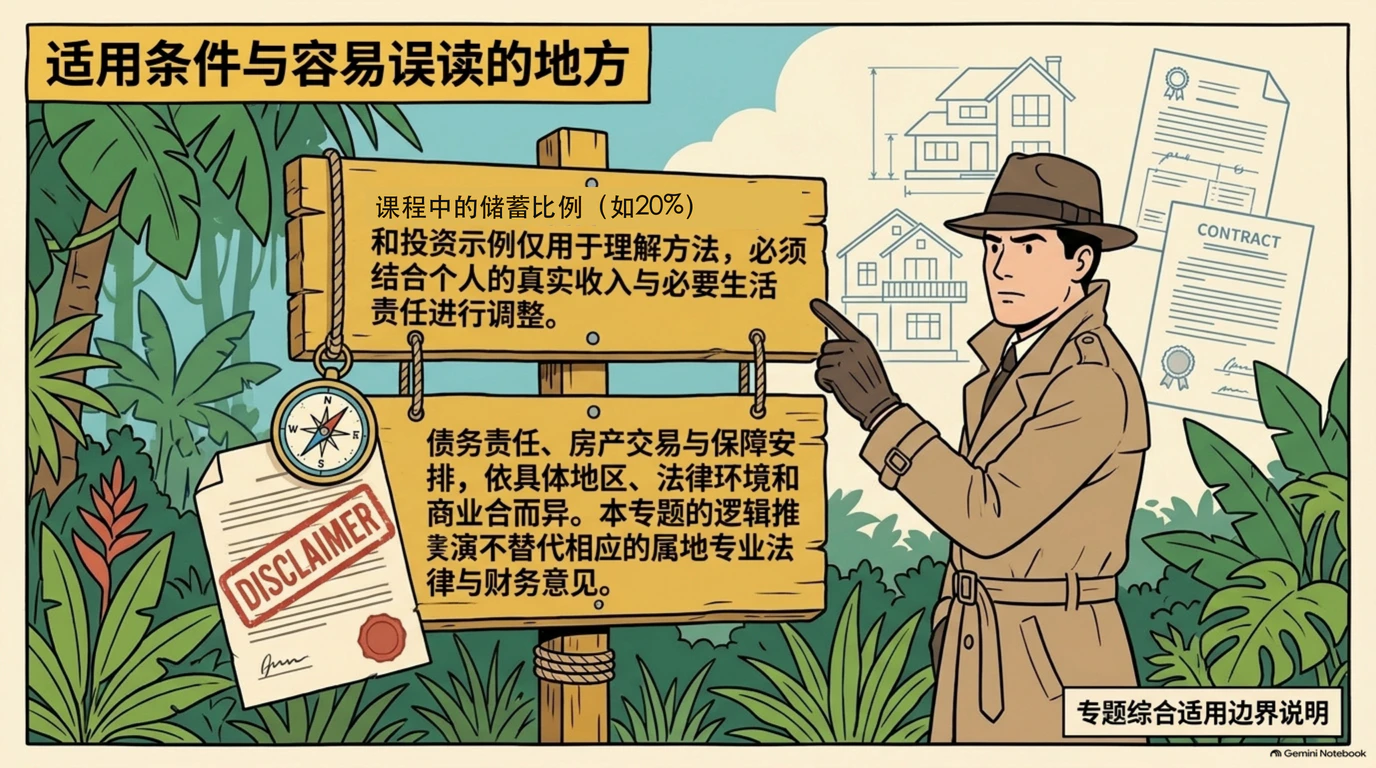 适用条件与容易误读的地方
课程中的储蓄比例（如20%）
和投资示例仅用于理解方法，必须
结合个人的真实收入与必要生活
责任进行调整。
CONTRACT
N
W
E
S
债务责任、房产交易与保障安
排，依具体地区、法律环境和
商业合而异。本专题的逻辑推
演不替代相应的属地专业法
律与财务意见。
DISCLAIMER
专题综合适用边界说明
Gemini Notebook